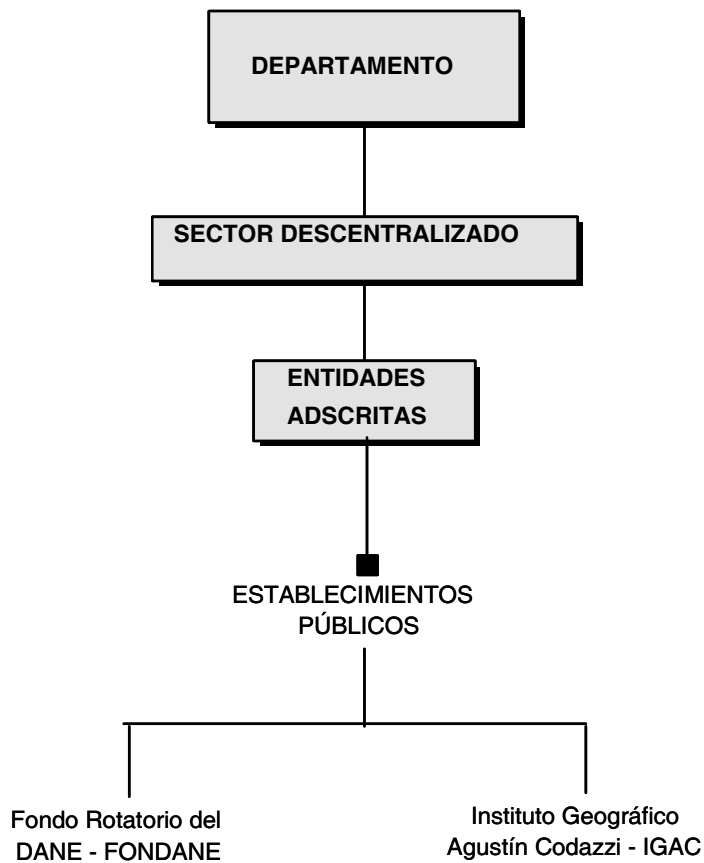 DEPARTAMENTO
SECTOR DESCENTRALIZADO
ENTIDADES
ADSCRITAS
ESTABLECIMIENTOS
PÚBLICOS
Fondo Rotatorio del
DANE - FONDANE
Instituto Geográfico
Agustín Codazzi - IGAC